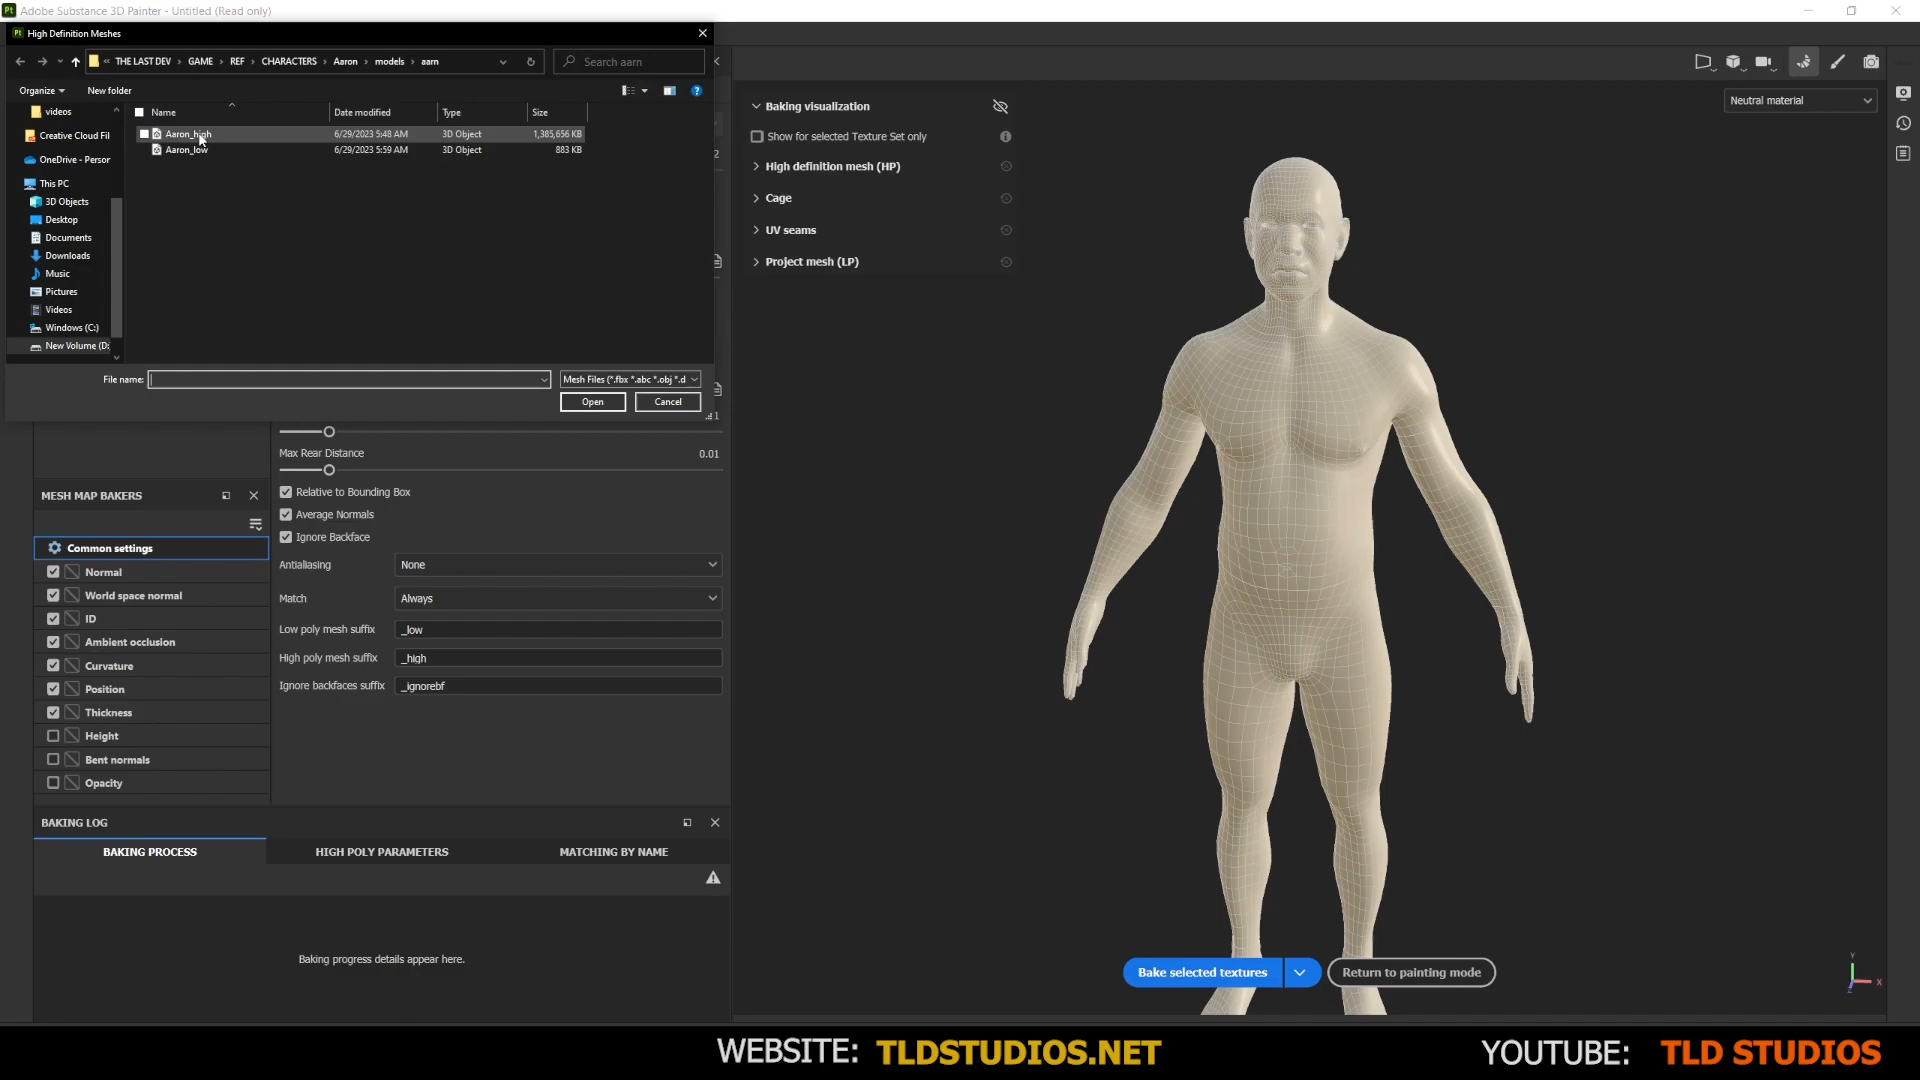 Adobe Substance 3D Painter - Untitled (Read only)
High Definition Meshes
« THE LAST DEV › GAME › REF › CHARACTERS › Aaron › models › aarn
Search aarn
Organize
New folder
videos
Creative Cloud Fil
OneDrive - Person
This PC
3D Objects
Desktop
Documents
Downloads
Music
Pictures
Videos
Windows (C:)
New Volume (D:
Name Date modified Type Size
Aaron_high 6/29/2023 5:48 AM 3D Object 1,385,656 KB
Aaron_low 6/29/2023 5:59 AM 3D Object 883 KB
File name:
Mesh Files (*.fbx *.abc *.obj *.d
Open
Cancel
Max Rear Distance
0.01
Relative to Bounding Box
Average Normals
Ignore Backface
Antialiasing None
Match Always
Low poly mesh suffix _low
High poly mesh suffix _high
Ignore backfaces suffix _ignorebf
MESH MAP BAKERS
Common settings
Normal
World space normal
ID
Ambient occlusion
Curvature
Position
Thickness
Height
Bent normals
Opacity
BAKING LOG
BAKING PROCESS
HIGH POLY PARAMETERS
MATCHING BY NAME
Baking progress details appear here.
Baking visualization
Show for selected Texture Set only
High definition mesh (HP)
Cage
UV seams
Project mesh (LP)
Neutral material
Bake selected textures
Return to painting mode
Y
X
WEBSITE: TLDSTUDIOS.NET
YOUTUBE: TLD STUDIOS